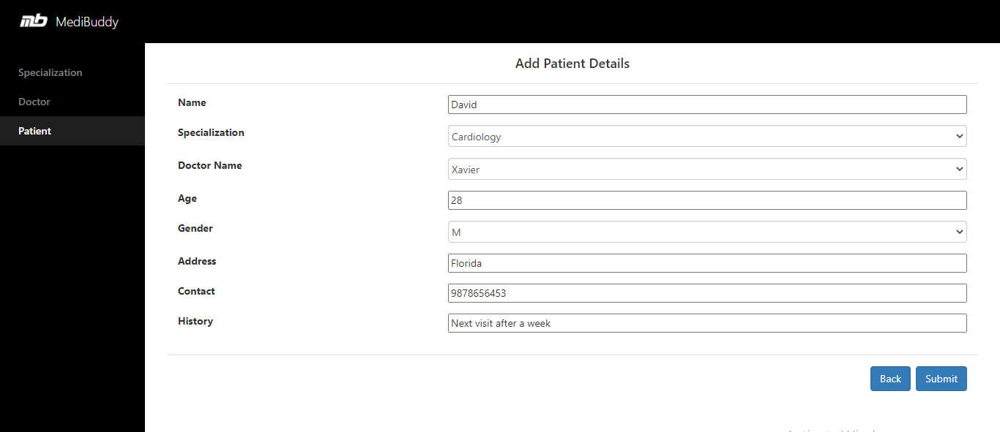 mb MediBuddy
Specialization
Doctor
Patient
Add Patient Details
Name David
Specialization Cardiology
Doctor Name Xavier
Age 28
Gender M
Address Florida
Contact 9878656453
History Next visit after a week
Back Submit